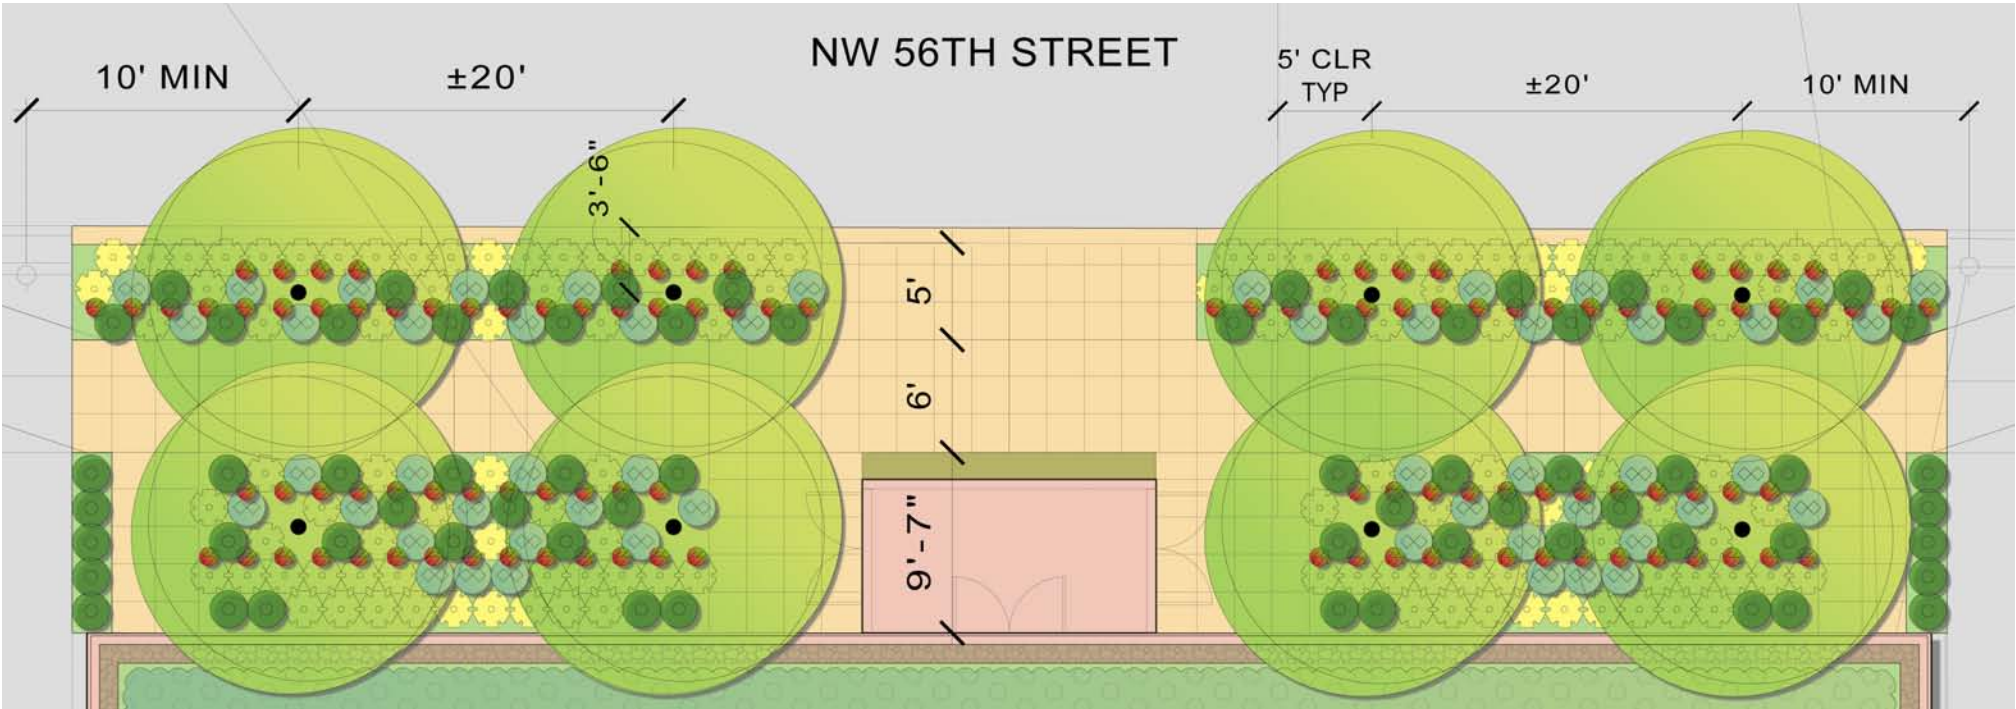 NW 56TH STREET
10' MIN
±20'
5' CLR
TYP
±20'
10' MIN
3'-6"
5'
6'
9'-7"